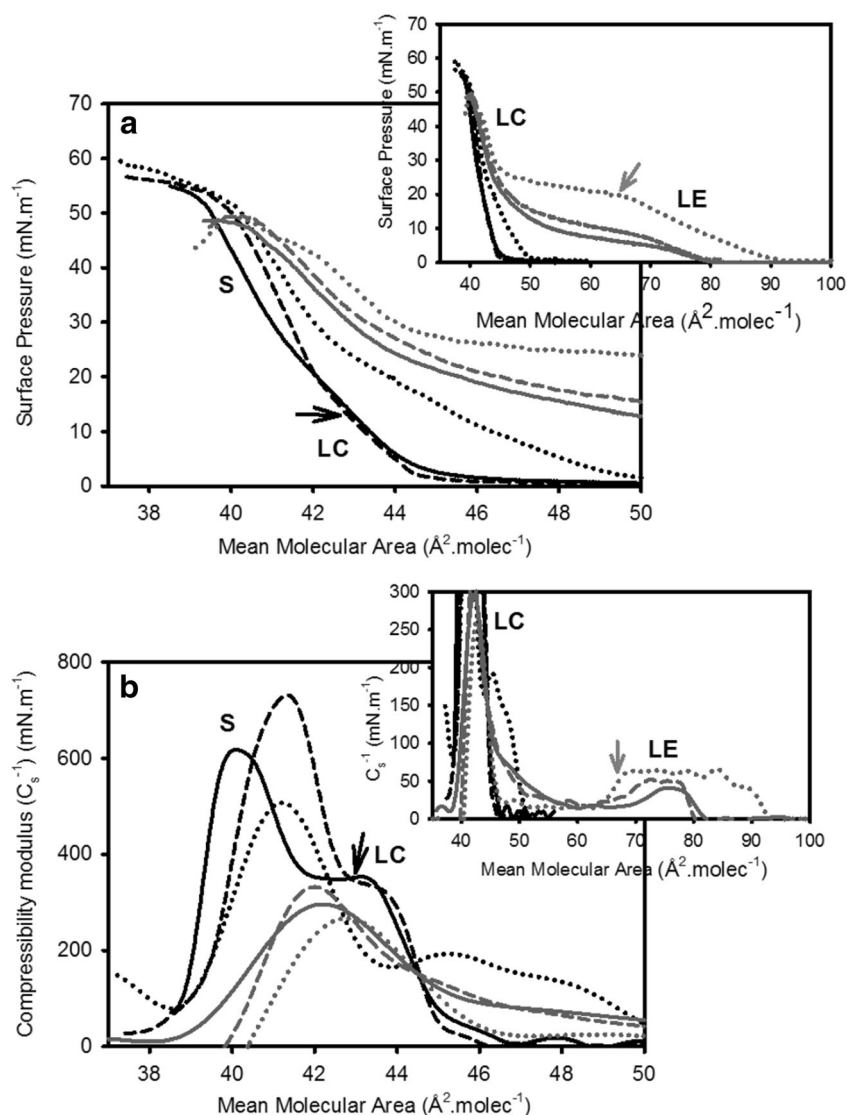 a
Surface Pressure (mN.m⁻¹)
70
60
50
40
30
20
10
0
S
LC
38 40 42 44 46 48 50
Mean Molecular Area (Å².molec⁻¹)
Surface Pressure (mN.m⁻¹)
70
60
50
40
30
20
10
0
LC
LE
40 50 60 70 80 90 100
Mean Molecular Area (Å².molec⁻¹)
b
Compressibility modulus (Cₛ⁻¹) (mN.m⁻¹)
800
600
400
200
0
S
LC
38 40 42 44 46 48 50
Mean Molecular Area (Å².molec⁻¹)
Cₛ⁻¹ (mN.m⁻¹)
300
250
200
150
100
50
0
LC
LE
40 50 60 70 80 90 100
Mean Molecular Area (Å².molec⁻¹)